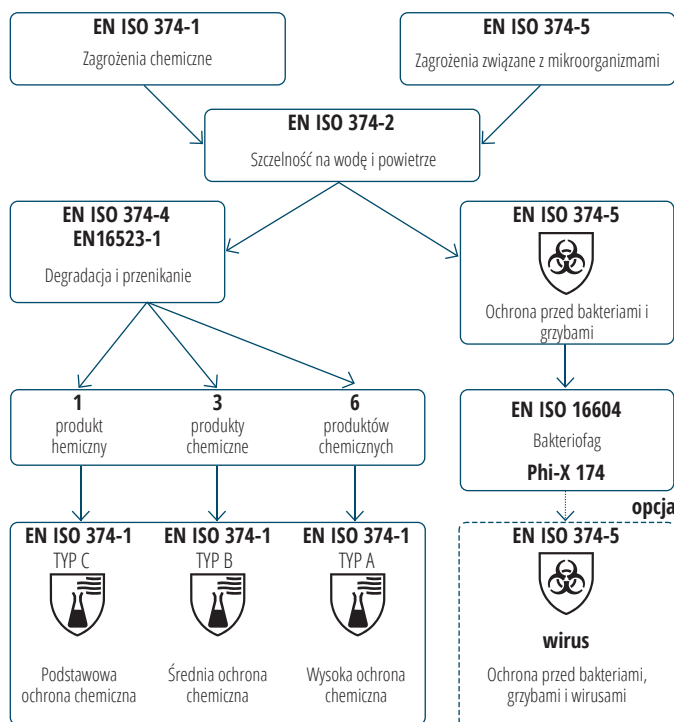 EN ISO 374-1
Zagrożenia chemiczne
EN ISO 374-5
Zagrożenia związane z mikroorganizmami
EN ISO 374-2
Szczelność na wodę i powietrze
EN ISO 374-4
EN16523-1
Degradacja i przenikanie
EN ISO 374-5
Ochrona przed bakteriami i
grzybami
1
produkt
hemiczny
3
produkty
chemiczne
6
produktów
chemicznych
EN ISO 16604
Bakteriofag
Phi-X 174
opcja
EN ISO 374-1
TYP C
Podstawowa
ochrona chemiczna
EN ISO 374-1
TYP B
Średnia ochrona
chemiczna
EN ISO 374-1
TYP A
Wysoka ochrona
chemiczna
EN ISO 374-5
wirus
Ochrona przed bakteriami,
grzybami i wirusami